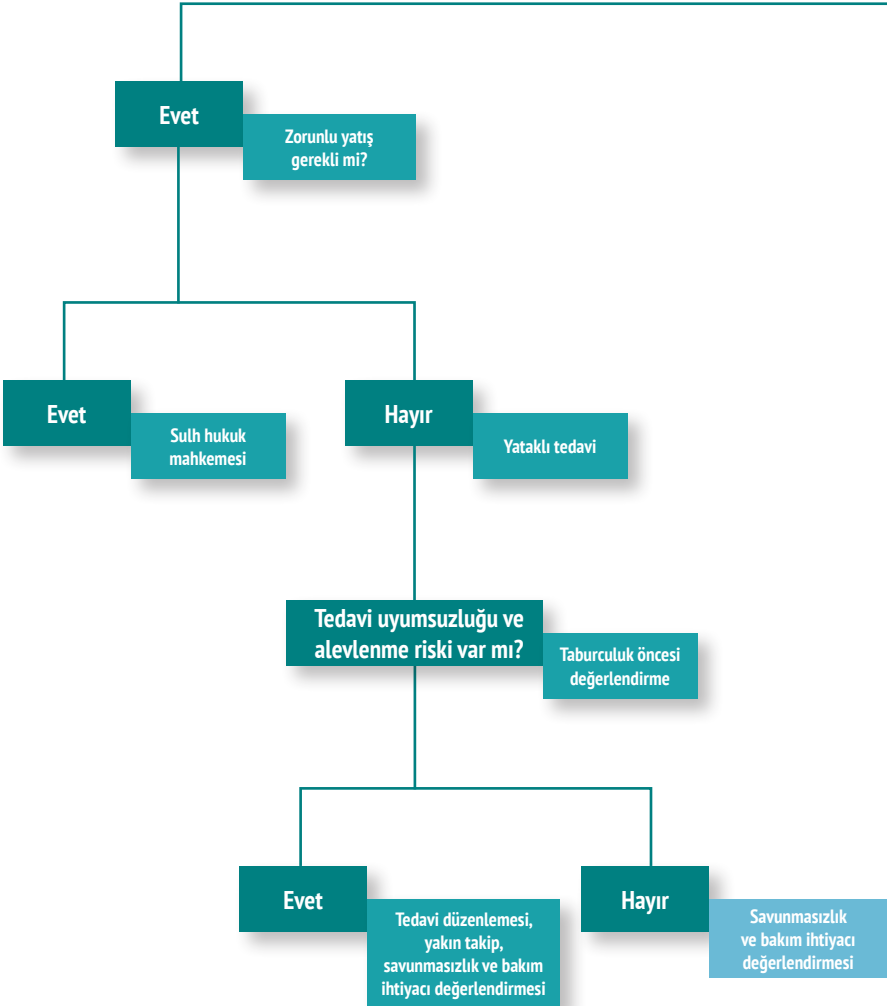 Evet
Zorunlu yatış
gerekli mi?
Evet
Sulh hukuk
mahkemesi
Hayır
Yataklı tedavi
Tedavi uyumsuzluğu ve
alevlenme riski var mı?
Taburculuk öncesi
değerlendirme
Evet
Tedavi düzenlemesi,
yakın takip,
savunmasızlık ve bakım
ihtiyacı değerlendirmesi
Hayır
Savunmasızlık
ve bakım ihtiyacı
değerlendirmesi